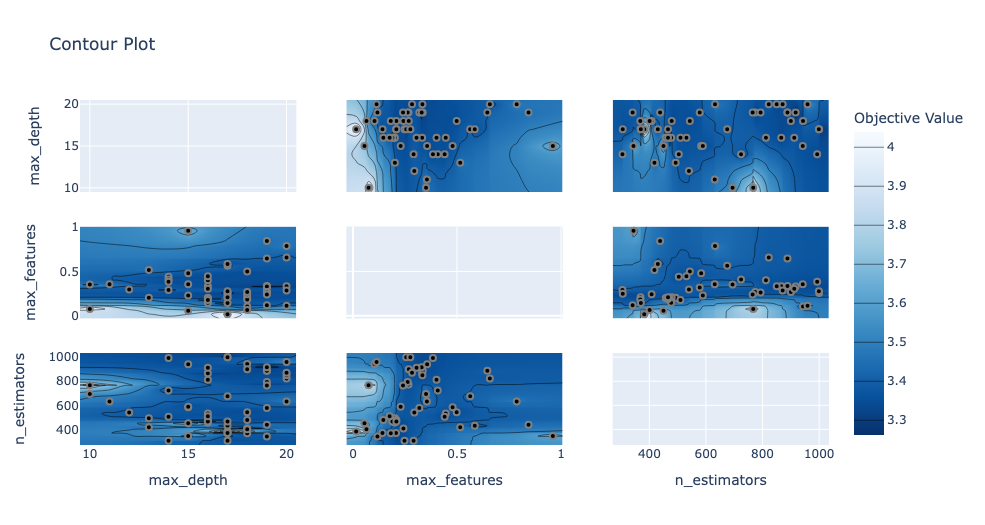 Contour Plot
max_depth
20
15
10
Objective Value
4
3.9
3.8
3.7
3.6
3.5
3.4
3.3
max_features
1
0.5
0
n_estimators
1000
800
600
400
10 15 20
0 0.5 1
400 600 800 1000
max_depth max_features n_estimators